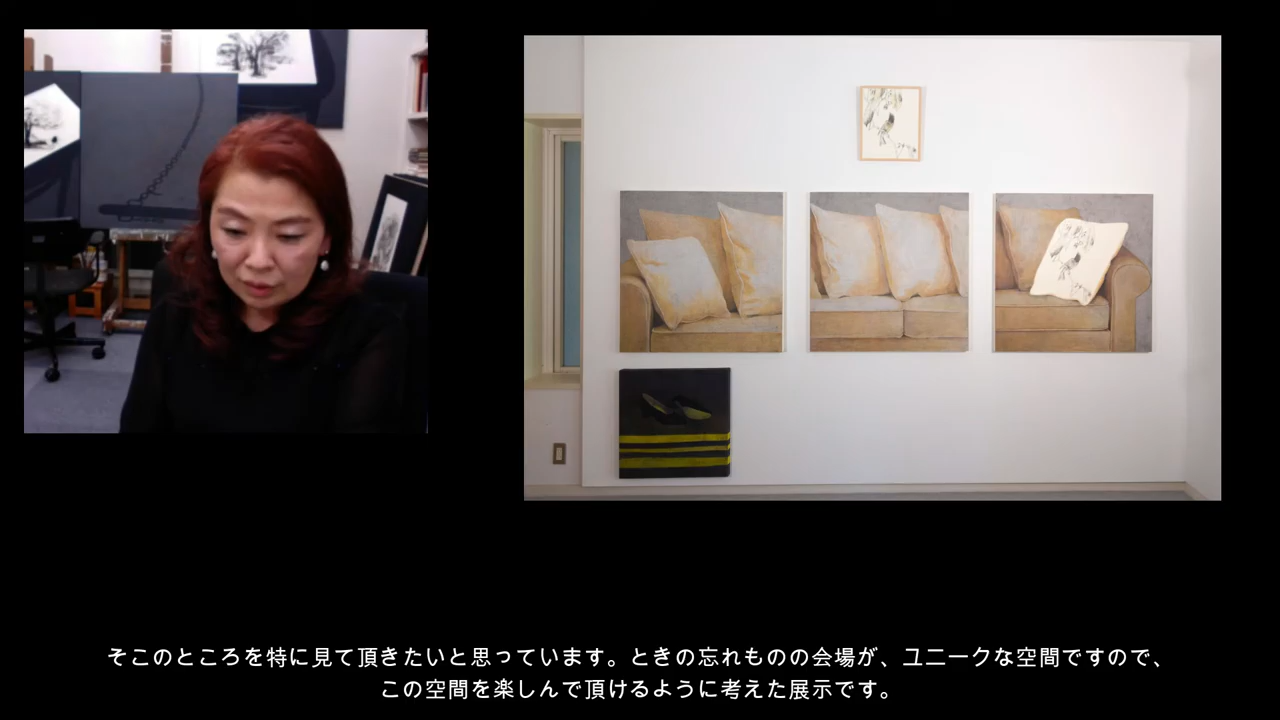 そこのところを特に見て頂きたいと思っています。ときの忘れものの会場が、ユニークな空間ですので、
この空間を楽しんで頂けるように考えた展示です。